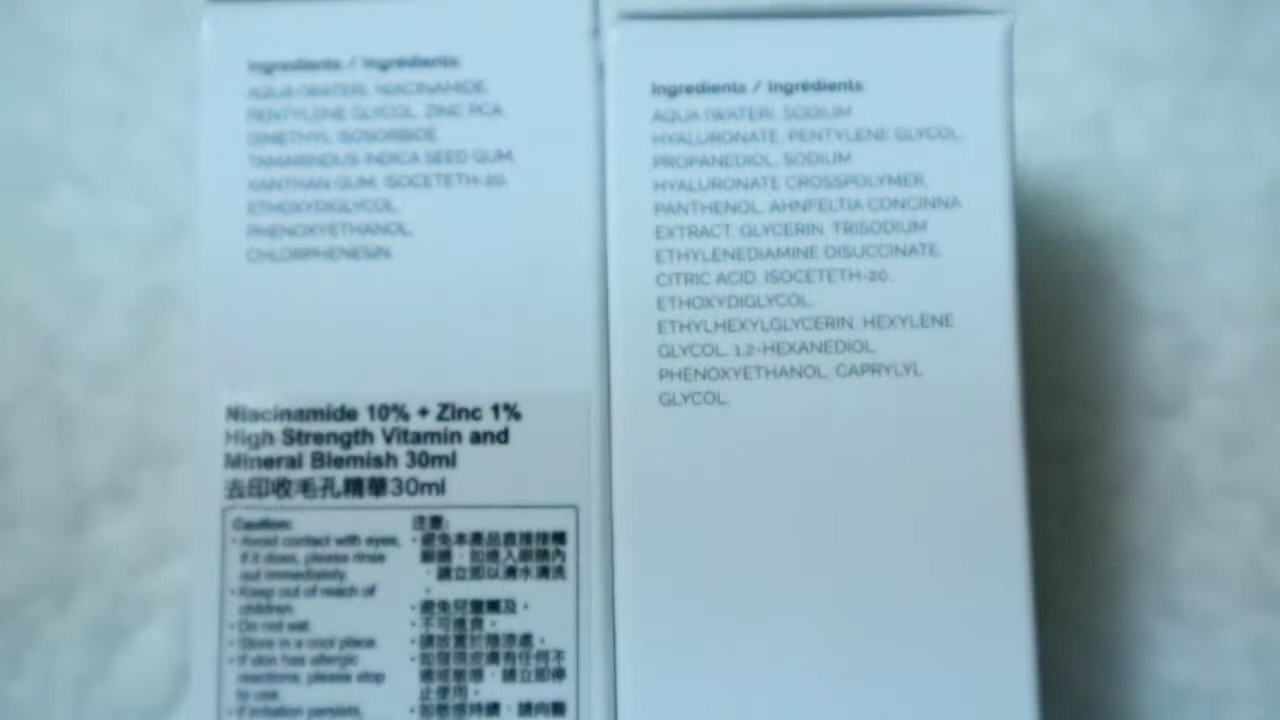 Ingredients / Ingrédients:
AQUA (WATER), NIACINAMIDE,
PENTYLENE GLYCOL, ZINC PCA,
DIMETHYL ISOSORBIDE,
TAMARINDUS INDICA SEED GUM,
XANTHAN GUM, ISOCETETH-20,
ETHOXYDIGLYCOL,
PHENOXYETHANOL,
CHLORPHENESIN.
Niacinamide 10% + Zinc 1%
High Strength Vitamin and
Mineral Blemish 30ml
去印收毛孔精華30ml
Caution:
• Avoid contact with eyes,
if it does, please rinse
out immediately.
• Keep out of reach of
children.
• Do not eat.
• Store in a cool place.
• If skin has allergic
reactions, please stop
to use.
• If irritation persists,
注意:
• 避免本產品直接接觸
眼睛，如進入眼睛內
，請立即以清水清洗
。
• 避免兒童觸及。
• 不可進食。
• 請放置於陰涼處。
• 如發現皮膚有任何不
適或敏感，請立即停
止使用。
• 如敏感持續，請向醫
Ingredients / Ingrédients:
AQUA (WATER), SODIUM
HYALURONATE, PENTYLENE GLYCOL,
PROPANEDIOL, SODIUM
HYALURONATE CROSSPOLYMER,
PANTHENOL, AHNFELTIA CONCINNA
EXTRACT, GLYCERIN, TRISODIUM
ETHYLENEDIAMINE DISUCCINATE,
CITRIC ACID, ISOCETETH-20,
ETHOXYDIGLYCOL,
ETHYLHEXYLGLYCERIN, HEXYLENE
GLYCOL, 1,2-HEXANEDIOL,
PHENOXYETHANOL, CAPRYLYL
GLYCOL.